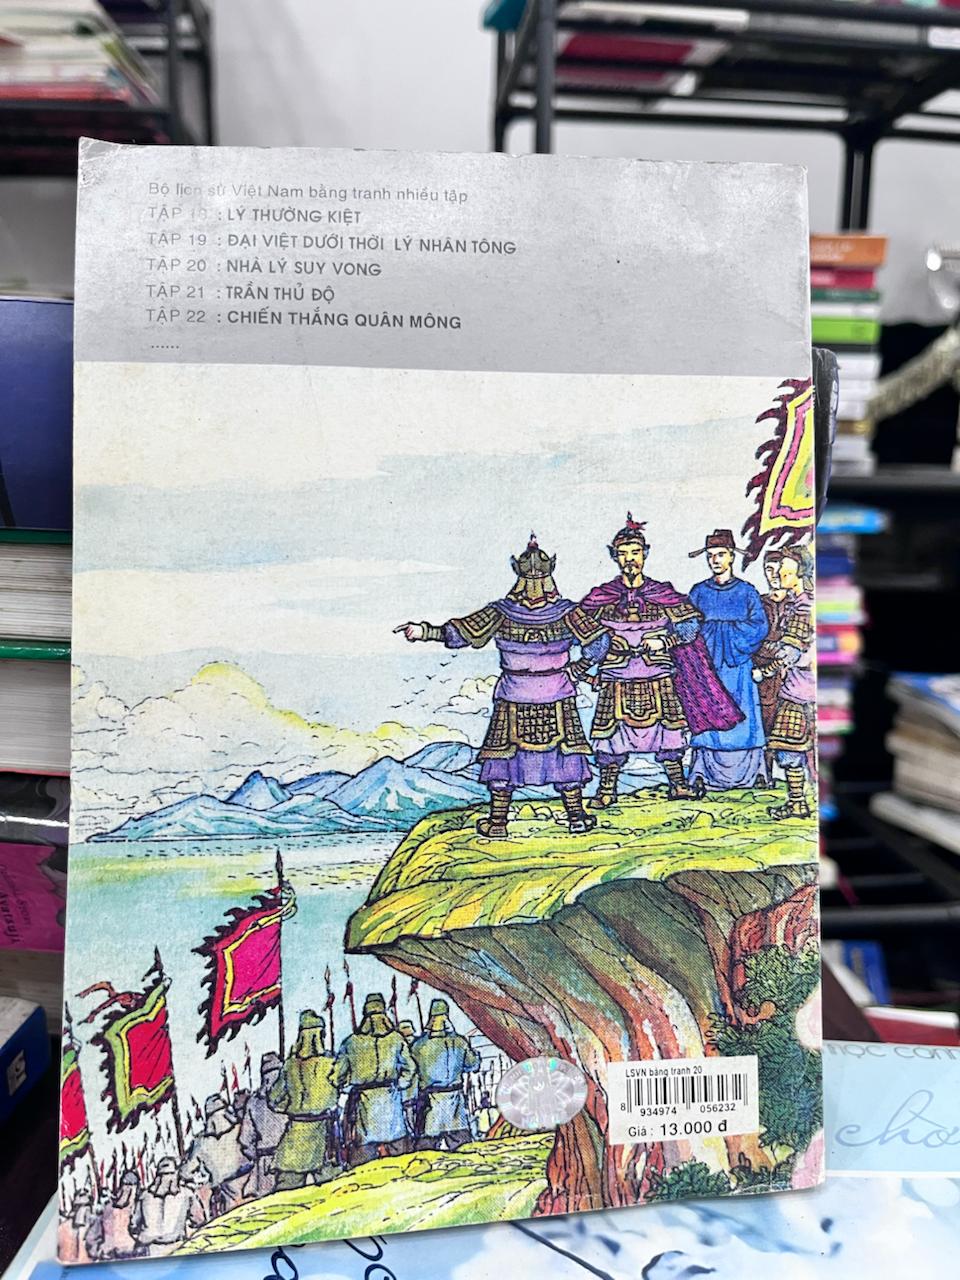 Bộ lịch sử Việt Nam bằng tranh nhiều tập
TẬP 18 : LÝ THƯỜNG KIỆT
TẬP 19 : ĐẠI VIỆT DƯỚI THỜI LÝ NHÂN TÔNG
TẬP 20 : NHÀ LÝ SUY VONG
TẬP 21 : TRẦN THỦ ĐỘ
TẬP 22 : CHIẾN THẮNG QUÂN MÔNG
......
LSVN bằng tranh 20
8 934974 056232
Giá : 13.000 đ